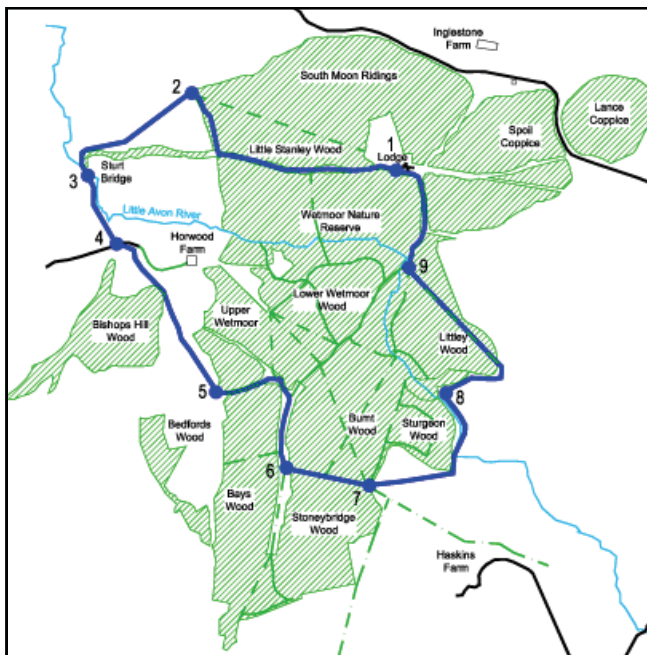 Inglestone
Farm
South Moon Ridings
2
Lance
Coppice
Spoil
Coppice
Little Stanley Wood
1
Lodge
3
Sturt
Bridge
Little Avon River
Wetmoor Nature
Reserve
4
Horwood
Farm
9
Lower Wetmoor
Wood
Upper
Wetmoor
Bishops Hill
Wood
Littley
Wood
5
8
Bedfords
Wood
Burnt
Wood
Sturgeon
Wood
6
7
Bays
Wood
Stoneybridge
Wood
Haskins
Farm